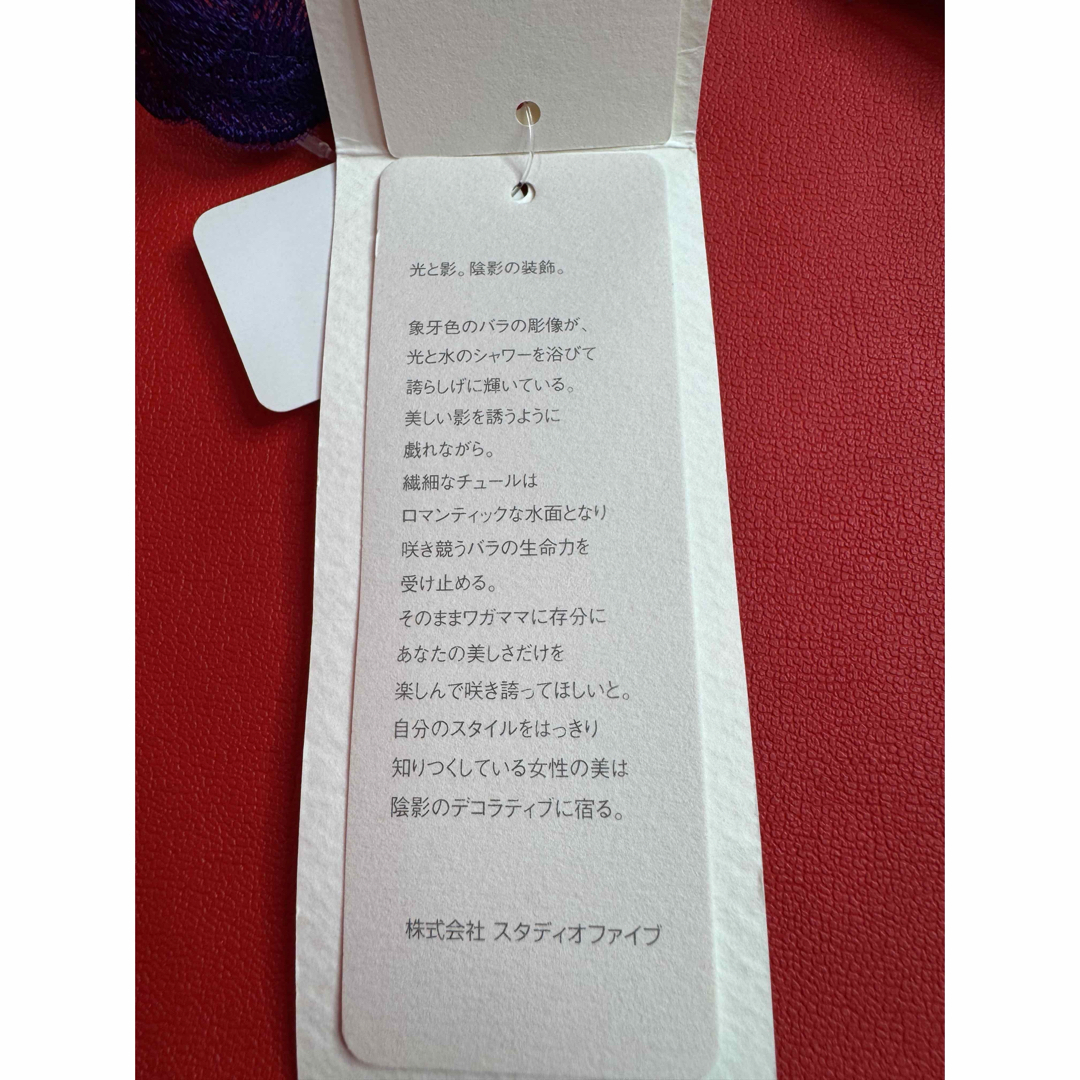 光と影。陰影の装飾。
象牙色のバラの彫像が、
光と水のシャワーを浴びて
誇らしげに輝いている。
美しい影を誘うように
戯れながら。
繊細なチュールは
ロマンティックな水面となり
咲き競うバラの生命力を
受け止める。
そのままワガママに存分に
あなたの美しさだけを
楽しんで咲き誇ってほしいと。
自分のスタイルをはっきり
知りつくしている女性の美は
陰影のデコラティブに宿る。
株式会社 スタディオファイブ